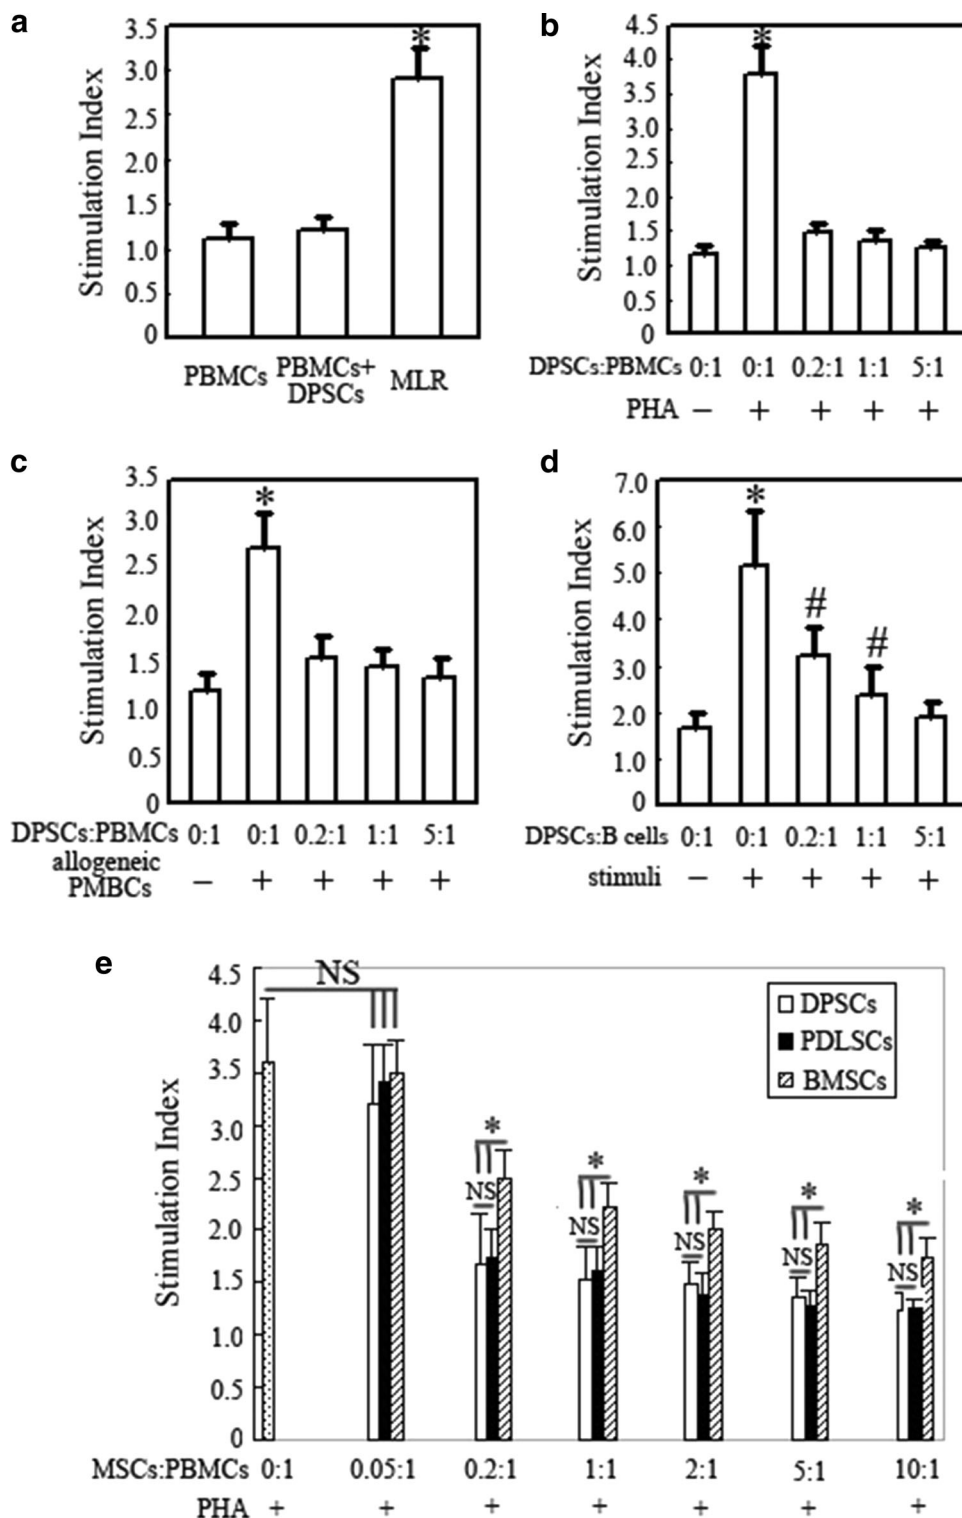 a
Stimulation Index
3.5
3.0
2.5
2.0
1.5
1.0
0.5
0
*
PBMCs
PBMCs+
DPSCs
MLR
b
Stimulation Index
4.5
4.0
3.5
3.0
2.5
2.0
1.5
1.0
0.5
0
*
DPSCs:PBMCs 0:1 0:1 0.2:1 1:1 5:1
PHA − + + + +
c
Stimulation Index
3.5
3.0
2.5
2.0
1.5
1.0
0.5
0
*
DPSCs:PBMCs 0:1 0:1 0.2:1 1:1 5:1
allogeneic
PMBCs − + + + +
d
Stimulation Index
7.0
6.0
5.0
4.0
3.0
2.0
1.0
0
*
#
#
DPSCs:B cells 0:1 0:1 0.2:1 1:1 5:1
stimuli − + + + +
e
Stimulation Index
4.5
4.0
3.5
3.0
2.5
2.0
1.5
1.0
0.5
0
NS
DPSCs
PDLSCs
BMSCs
* * * * *
NS NS NS NS NS
MSCs:PBMCs 0:1 0.05:1 0.2:1 1:1 2:1 5:1 10:1
PHA + + + + + + +